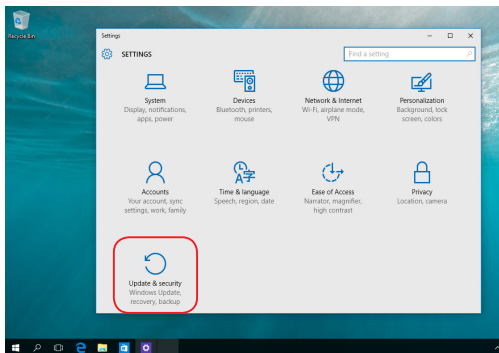 Recycle Bin
Settings
SETTINGS
Find a setting
System
Display, notifications,
apps, power
Devices
Bluetooth, printers,
mouse
Network & Internet
Wi-Fi, airplane mode,
VPN
Personalization
Background, lock
screen, colors
Accounts
Your account, sync
settings, work, family
Time & language
Speech, region, date
Ease of Access
Narrator, magnifier,
high contrast
Privacy
Location, camera
Update & security
Windows Update,
recovery, backup